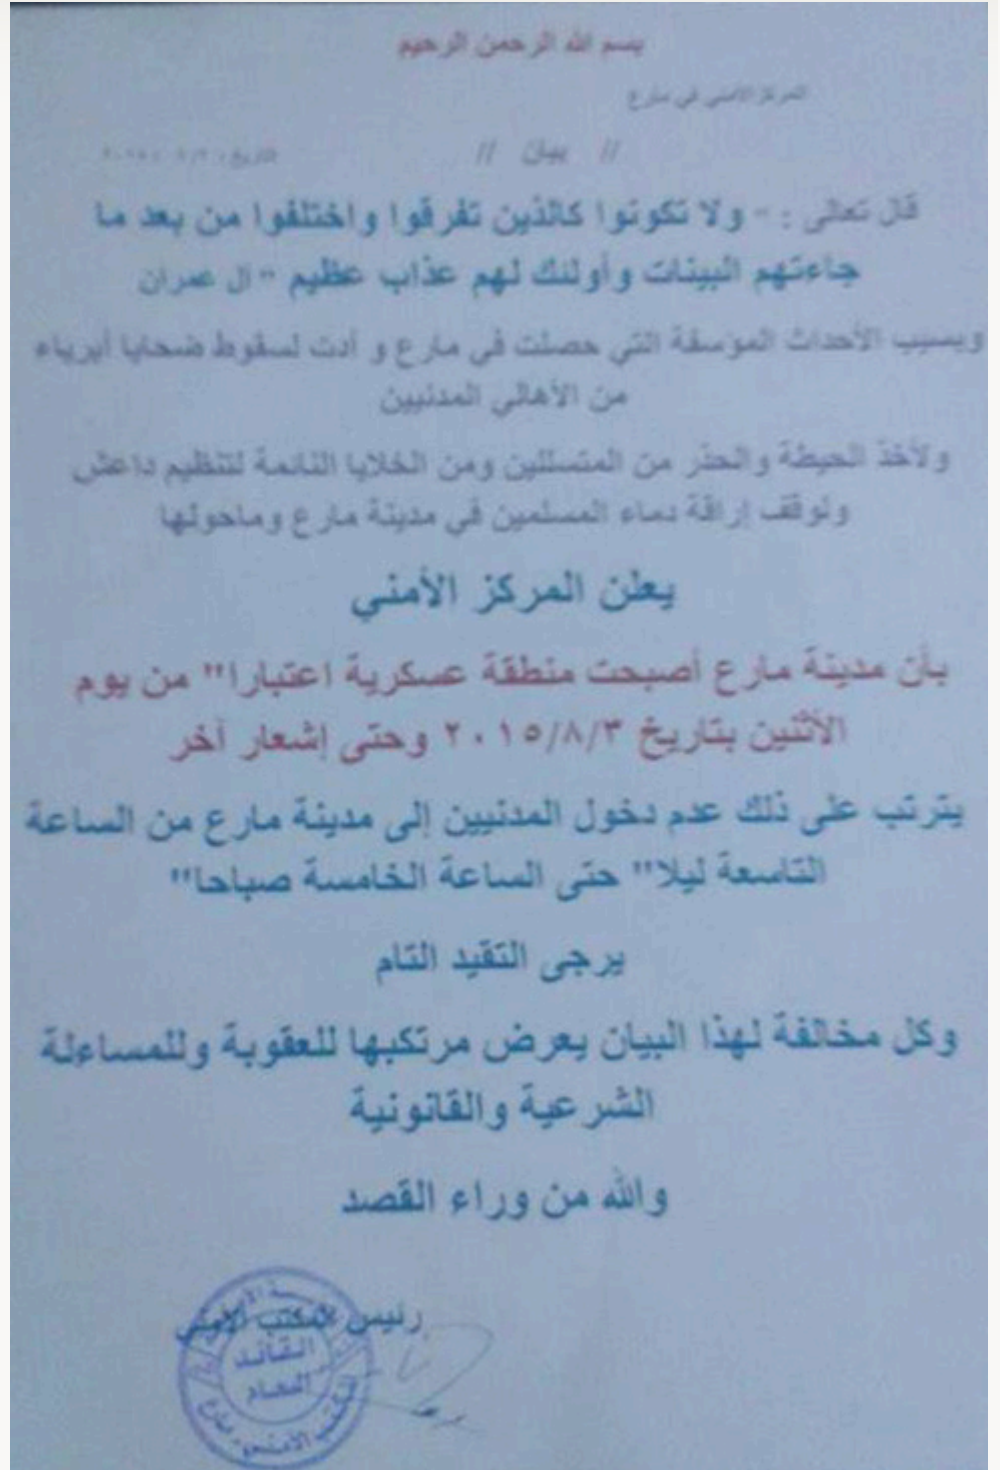 بسم الله الرحمن الرحيم
المركز الأمني في مارع
// بيان //
قال تعالى : " ولا تكونوا كالذين تفرقوا واختلفوا من بعد ما
جاءتهم البينات وأولئك لهم عذاب عظيم " آل عمران
وبسبب الأحداث المؤسفة التي حصلت في مارع و أدت لسقوط ضحايا أبرياء
من الأهالي المدنيين
ولأخذ الحيطة والحذر من المتسللين ومن الخلايا النائمة لتنظيم داعش
ولوقف إراقة دماء المسلمين في مدينة مارع وماحولها
يعلن المركز الأمني
بأن مدينة مارع أصبحت منطقة عسكرية اعتبارا" من يوم
الأثنين بتاريخ ٢٠١٥/٨/٣ وحتى إشعار آخر
يترتب على ذلك عدم دخول المدنيين إلى مدينة مارع من الساعة
التاسعة ليلا" حتى الساعة الخامسة صباحا"
يرجى التقيد التام
وكل مخالفة لهذا البيان يعرض مرتكبها للعقوبة وللمساءلة
الشرعية والقانونية
والله من وراء القصد
رئيس المكتب الأمني
القائد
العام
المكتب الأمني